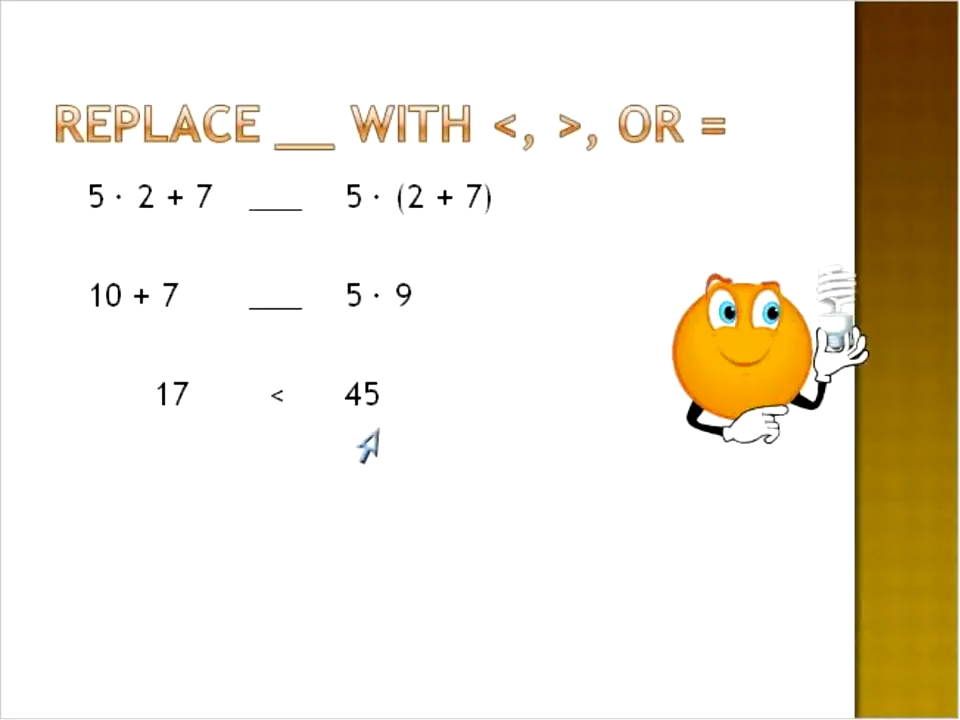 REPLACE __ WITH <, >, OR =
5 · 2 + 7 ___ 5 · (2 + 7)
10 + 7 ___ 5 · 9
17 < 45